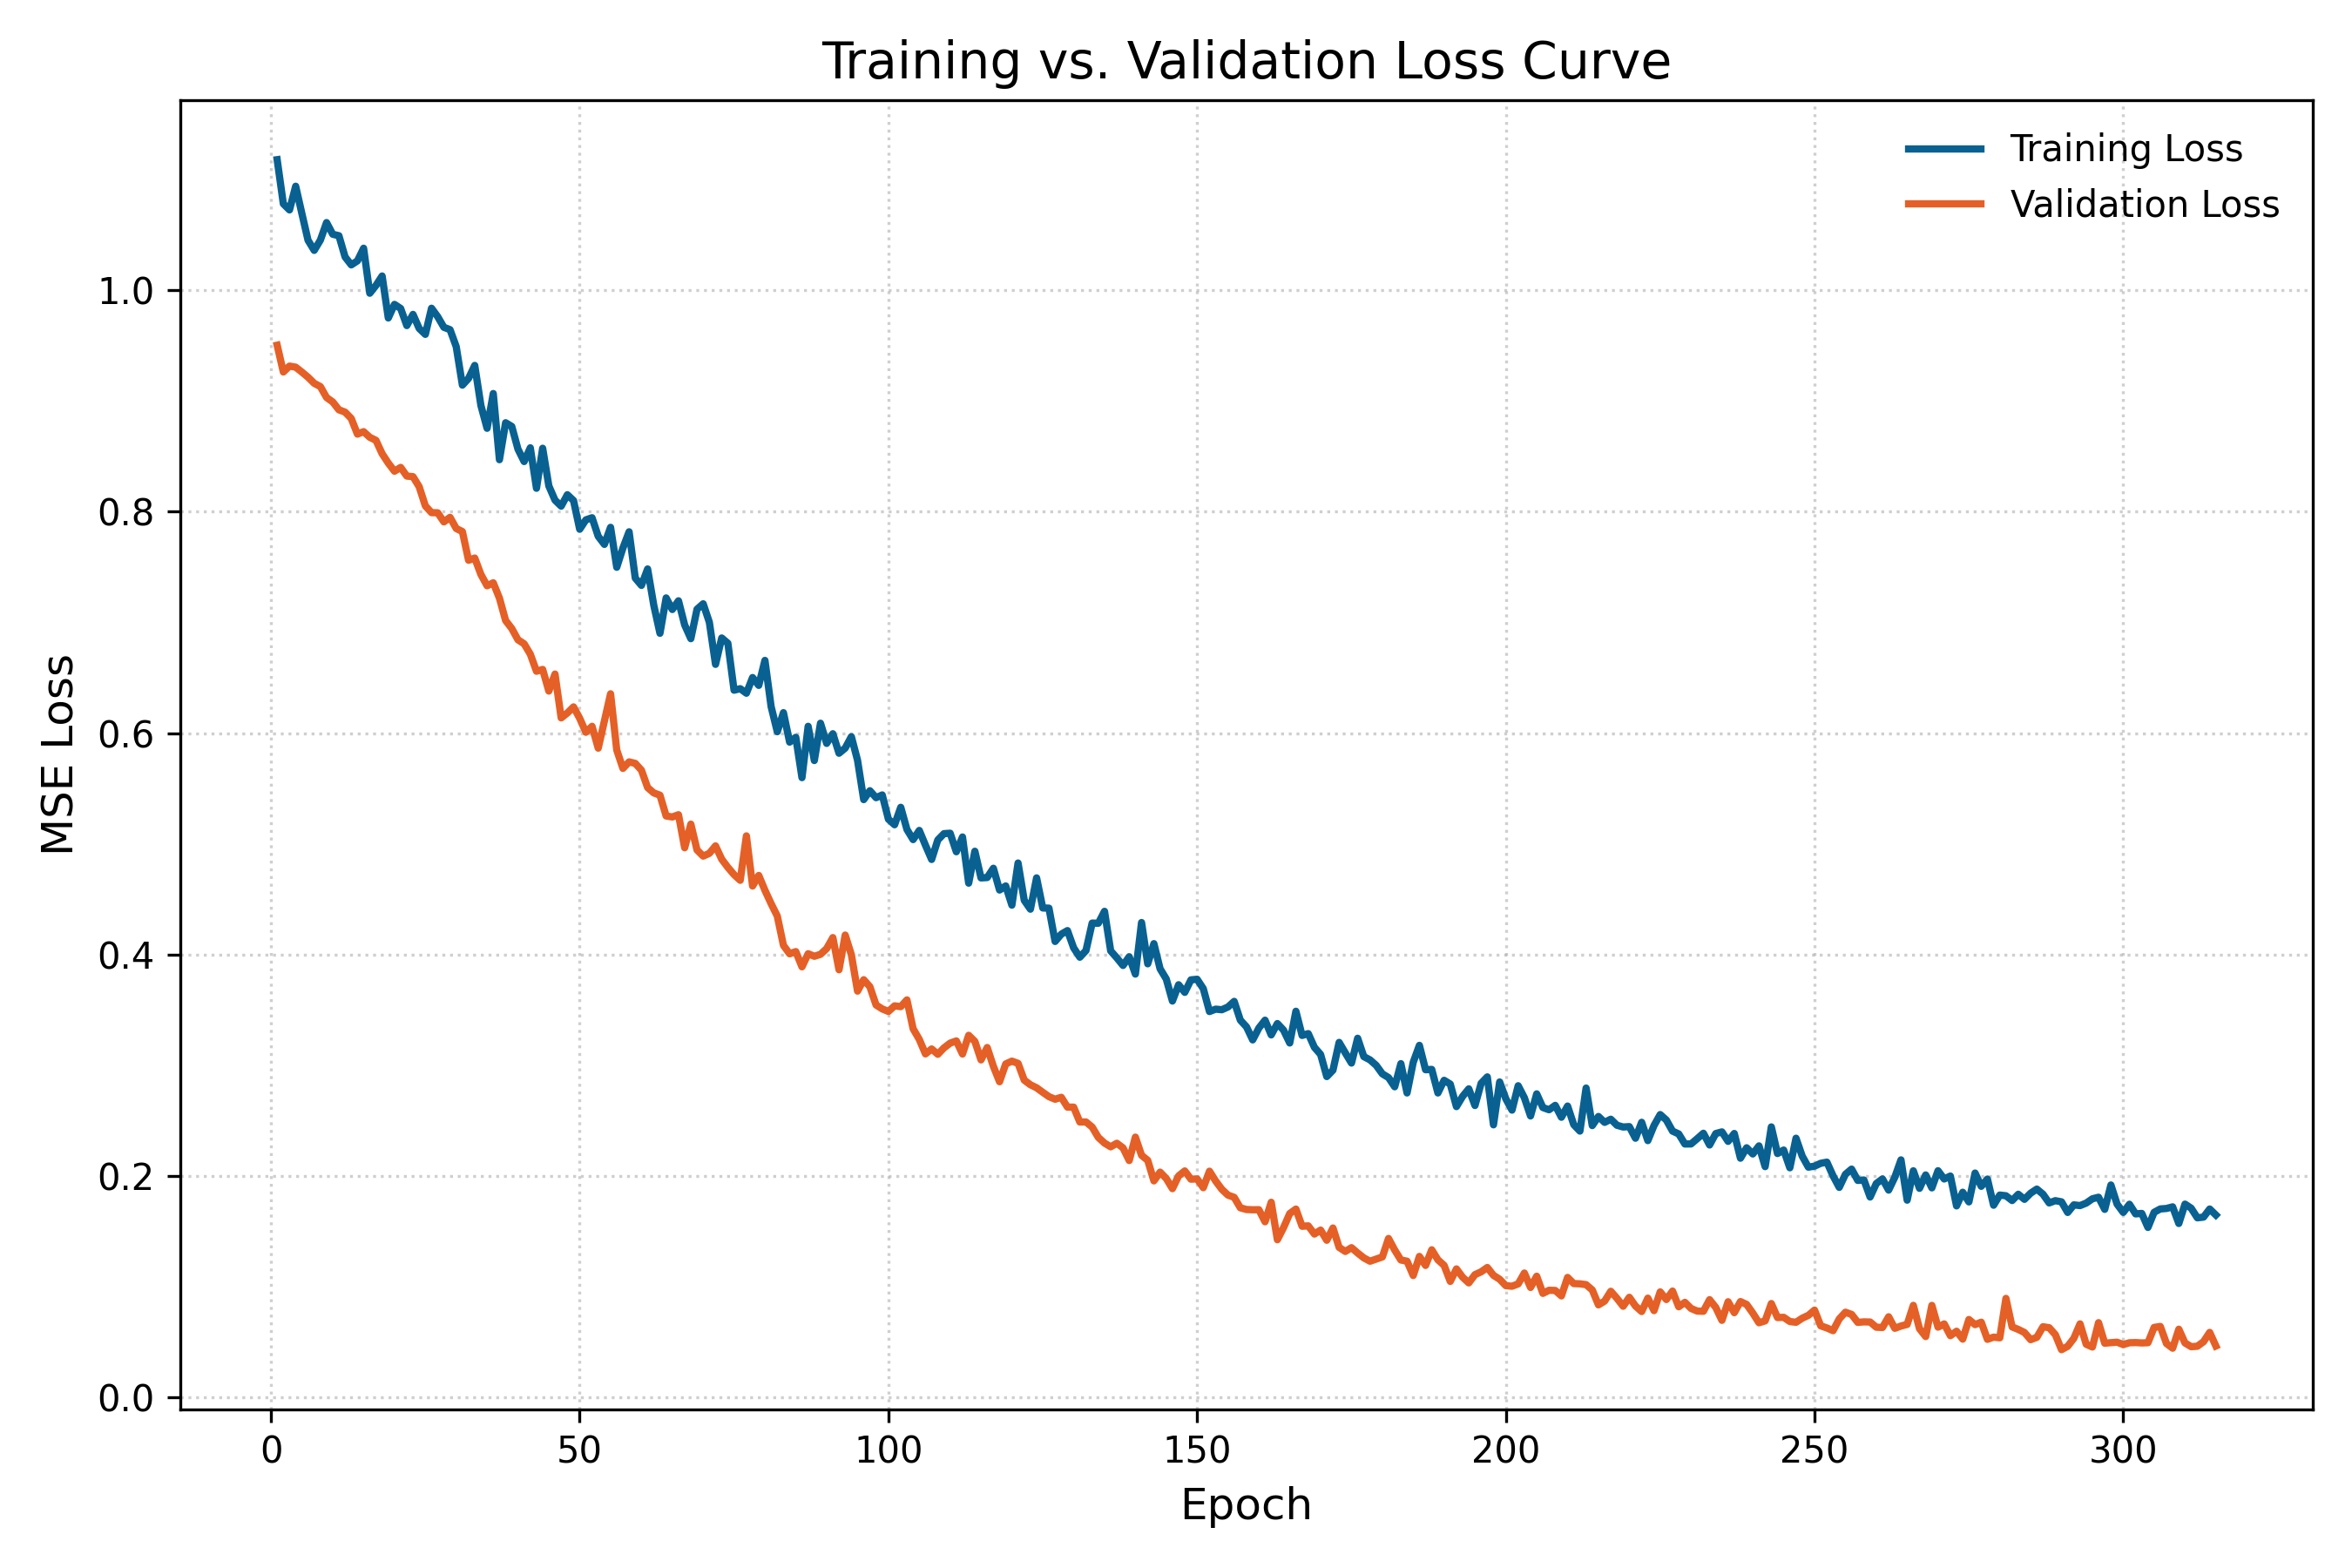 Training vs. Validation Loss Curve
Training Loss
Validation Loss
MSE Loss
1.0
0.8
0.6
0.4
0.2
0.0
0 50 100 150 200 250 300
Epoch